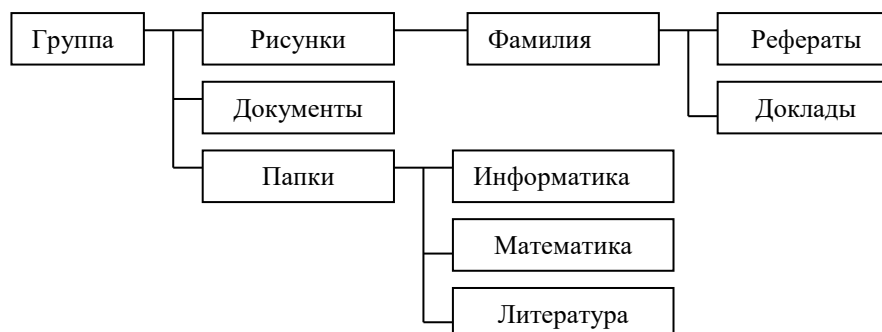 Группа
Рисунки
Фамилия
Рефераты
Документы
Доклады
Папки
Информатика
Математика
Литература